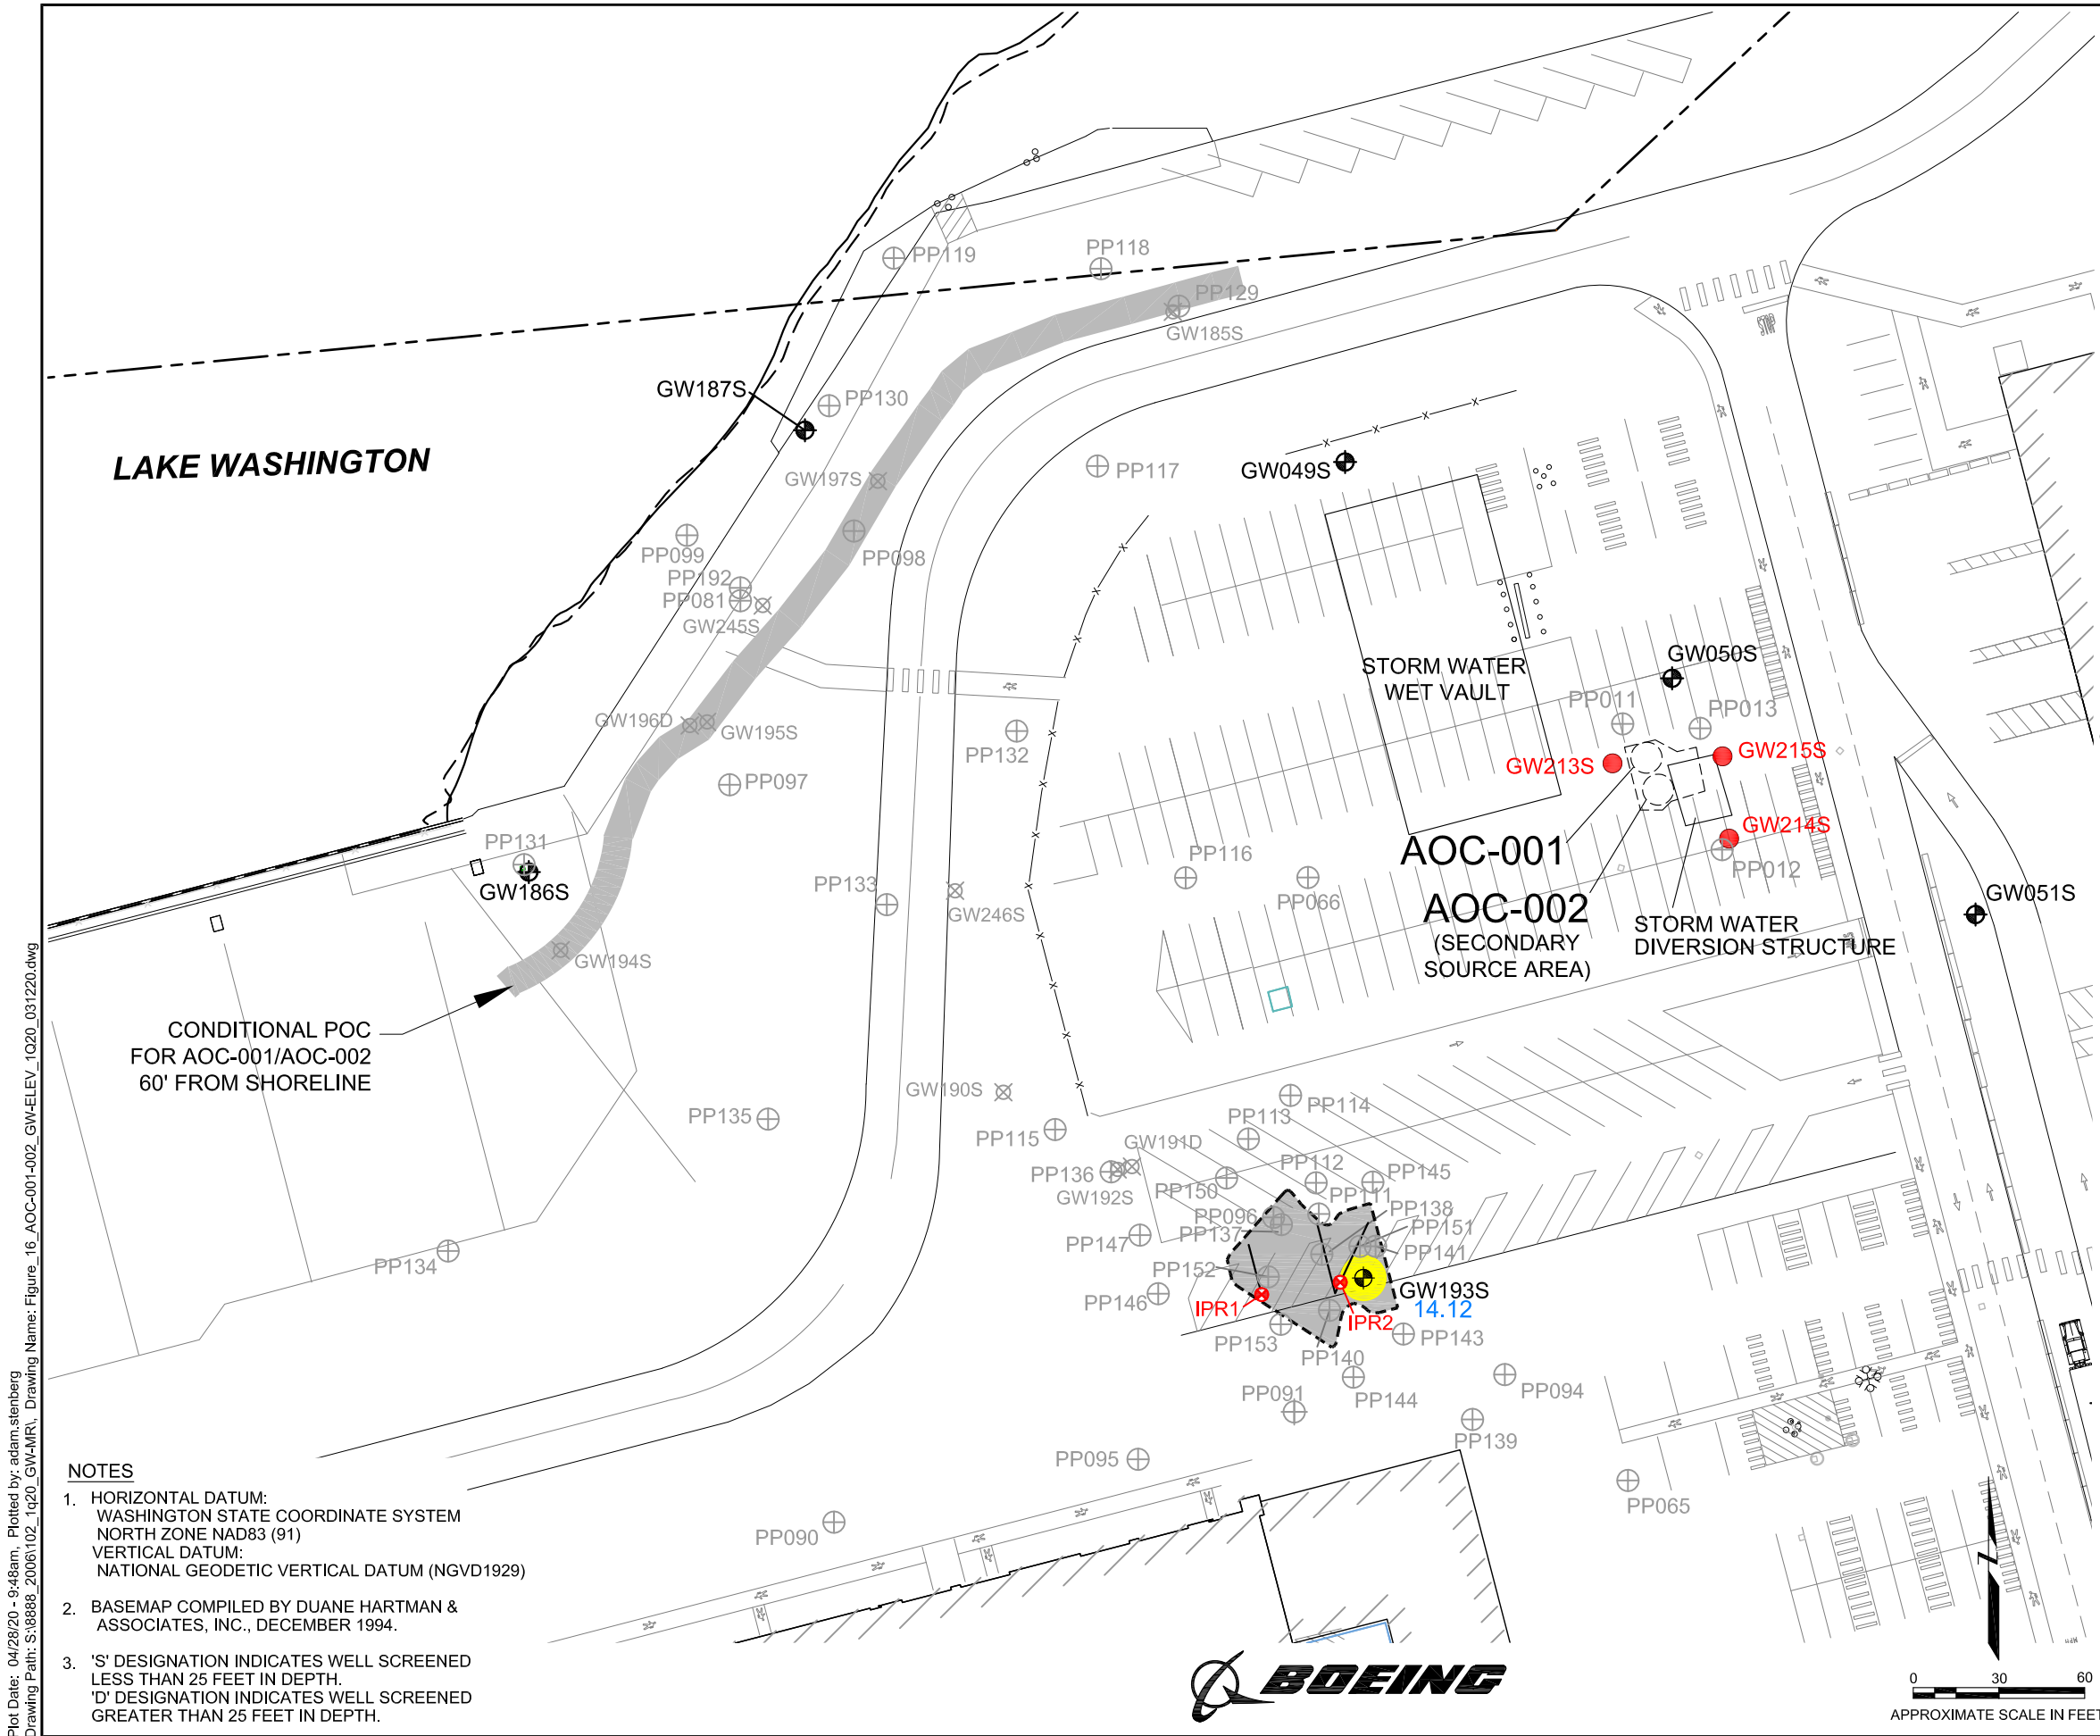 PP119
PP118
PP129
GW185S
GW187S
PP130
LAKE WASHINGTON
GW197S
PP117
GW049S
PP099
PP098
PP192
PP081
GW245S
STORM WATER
WET VAULT
GW050S
PP011
PP013
GW196D
GW195S
PP132
GW213S
GW215S
PP097
GW214S
PP131
GW186S
PP116
AOC-001
PP012
PP133
GW246S
PP066
AOC-002
GW051S
(SECONDARY
SOURCE AREA)
STORM WATER
DIVERSION STRUCTURE
GW194S
CONDITIONAL POC
FOR AOC-001/AOC-002
60' FROM SHORELINE
GW190S
PP135
PP115
PP113
PP114
GW191D
PP136
GW192S
PP112
PP145
PP150
PP111
PP096
PP138
PP137
PP151
PP147
PP141
PP134
PP152
PP146
IPR1
GW193S
14.12
IPR2
PP153
PP143
PP140
PP091
PP144
PP094
PP139
PP095
PP065
PP090
NOTES
1. HORIZONTAL DATUM:
WASHINGTON STATE COORDINATE SYSTEM
NORTH ZONE NAD83 (91)
VERTICAL DATUM:
NATIONAL GEODETIC VERTICAL DATUM (NGVD1929)
2. BASEMAP COMPILED BY DUANE HARTMAN &
ASSOCIATES, INC., DECEMBER 1994.
3. 'S' DESIGNATION INDICATES WELL SCREENED
LESS THAN 25 FEET IN DEPTH.
'D' DESIGNATION INDICATES WELL SCREENED
GREATER THAN 25 FEET IN DEPTH.
BOEING
N
0 30 60
APPROXIMATE SCALE IN FEET
Plot Date: 04/28/20 - 9:48am, Plotted by: adam.stenberg
Drawing Path: S:\8888_2006\102_1q20_GW-MR\, Drawing Name: Figure_16_AOC-001-002_GW-ELEV_1Q20_031220.dwg